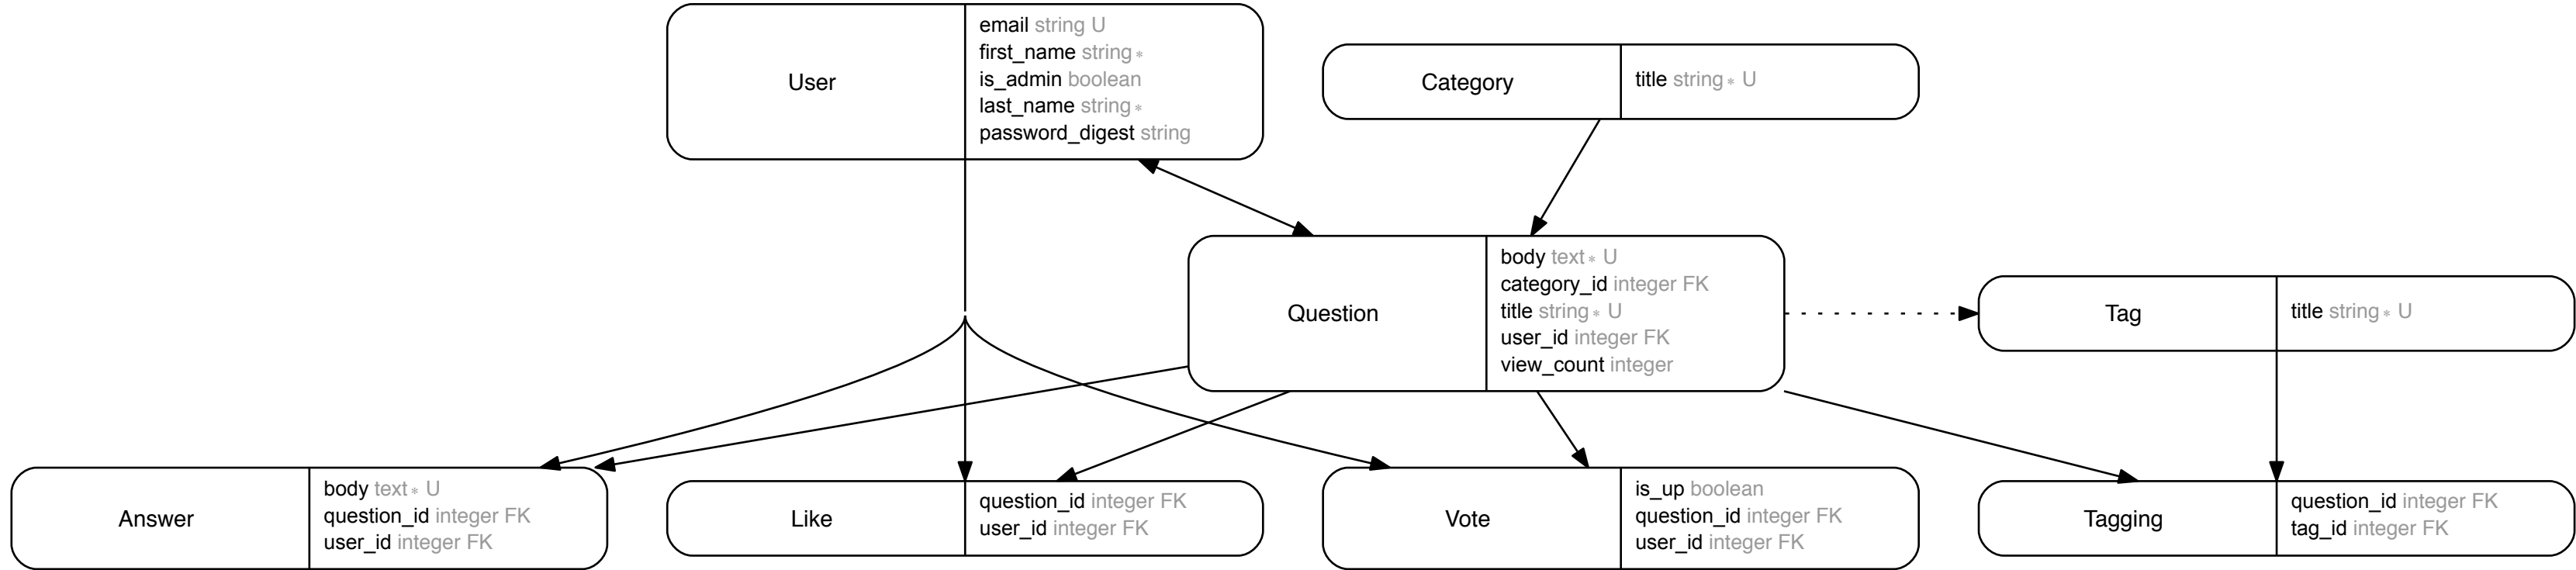 User
email string U
first_name string *
is_admin boolean
last_name string *
password_digest string
Category
title string * U
Question
body text * U
category_id integer FK
title string * U
user_id integer FK
view_count integer
Tag
title string * U
Answer
body text * U
question_id integer FK
user_id integer FK
Like
question_id integer FK
user_id integer FK
Vote
is_up boolean
question_id integer FK
user_id integer FK
Tagging
question_id integer FK
tag_id integer FK